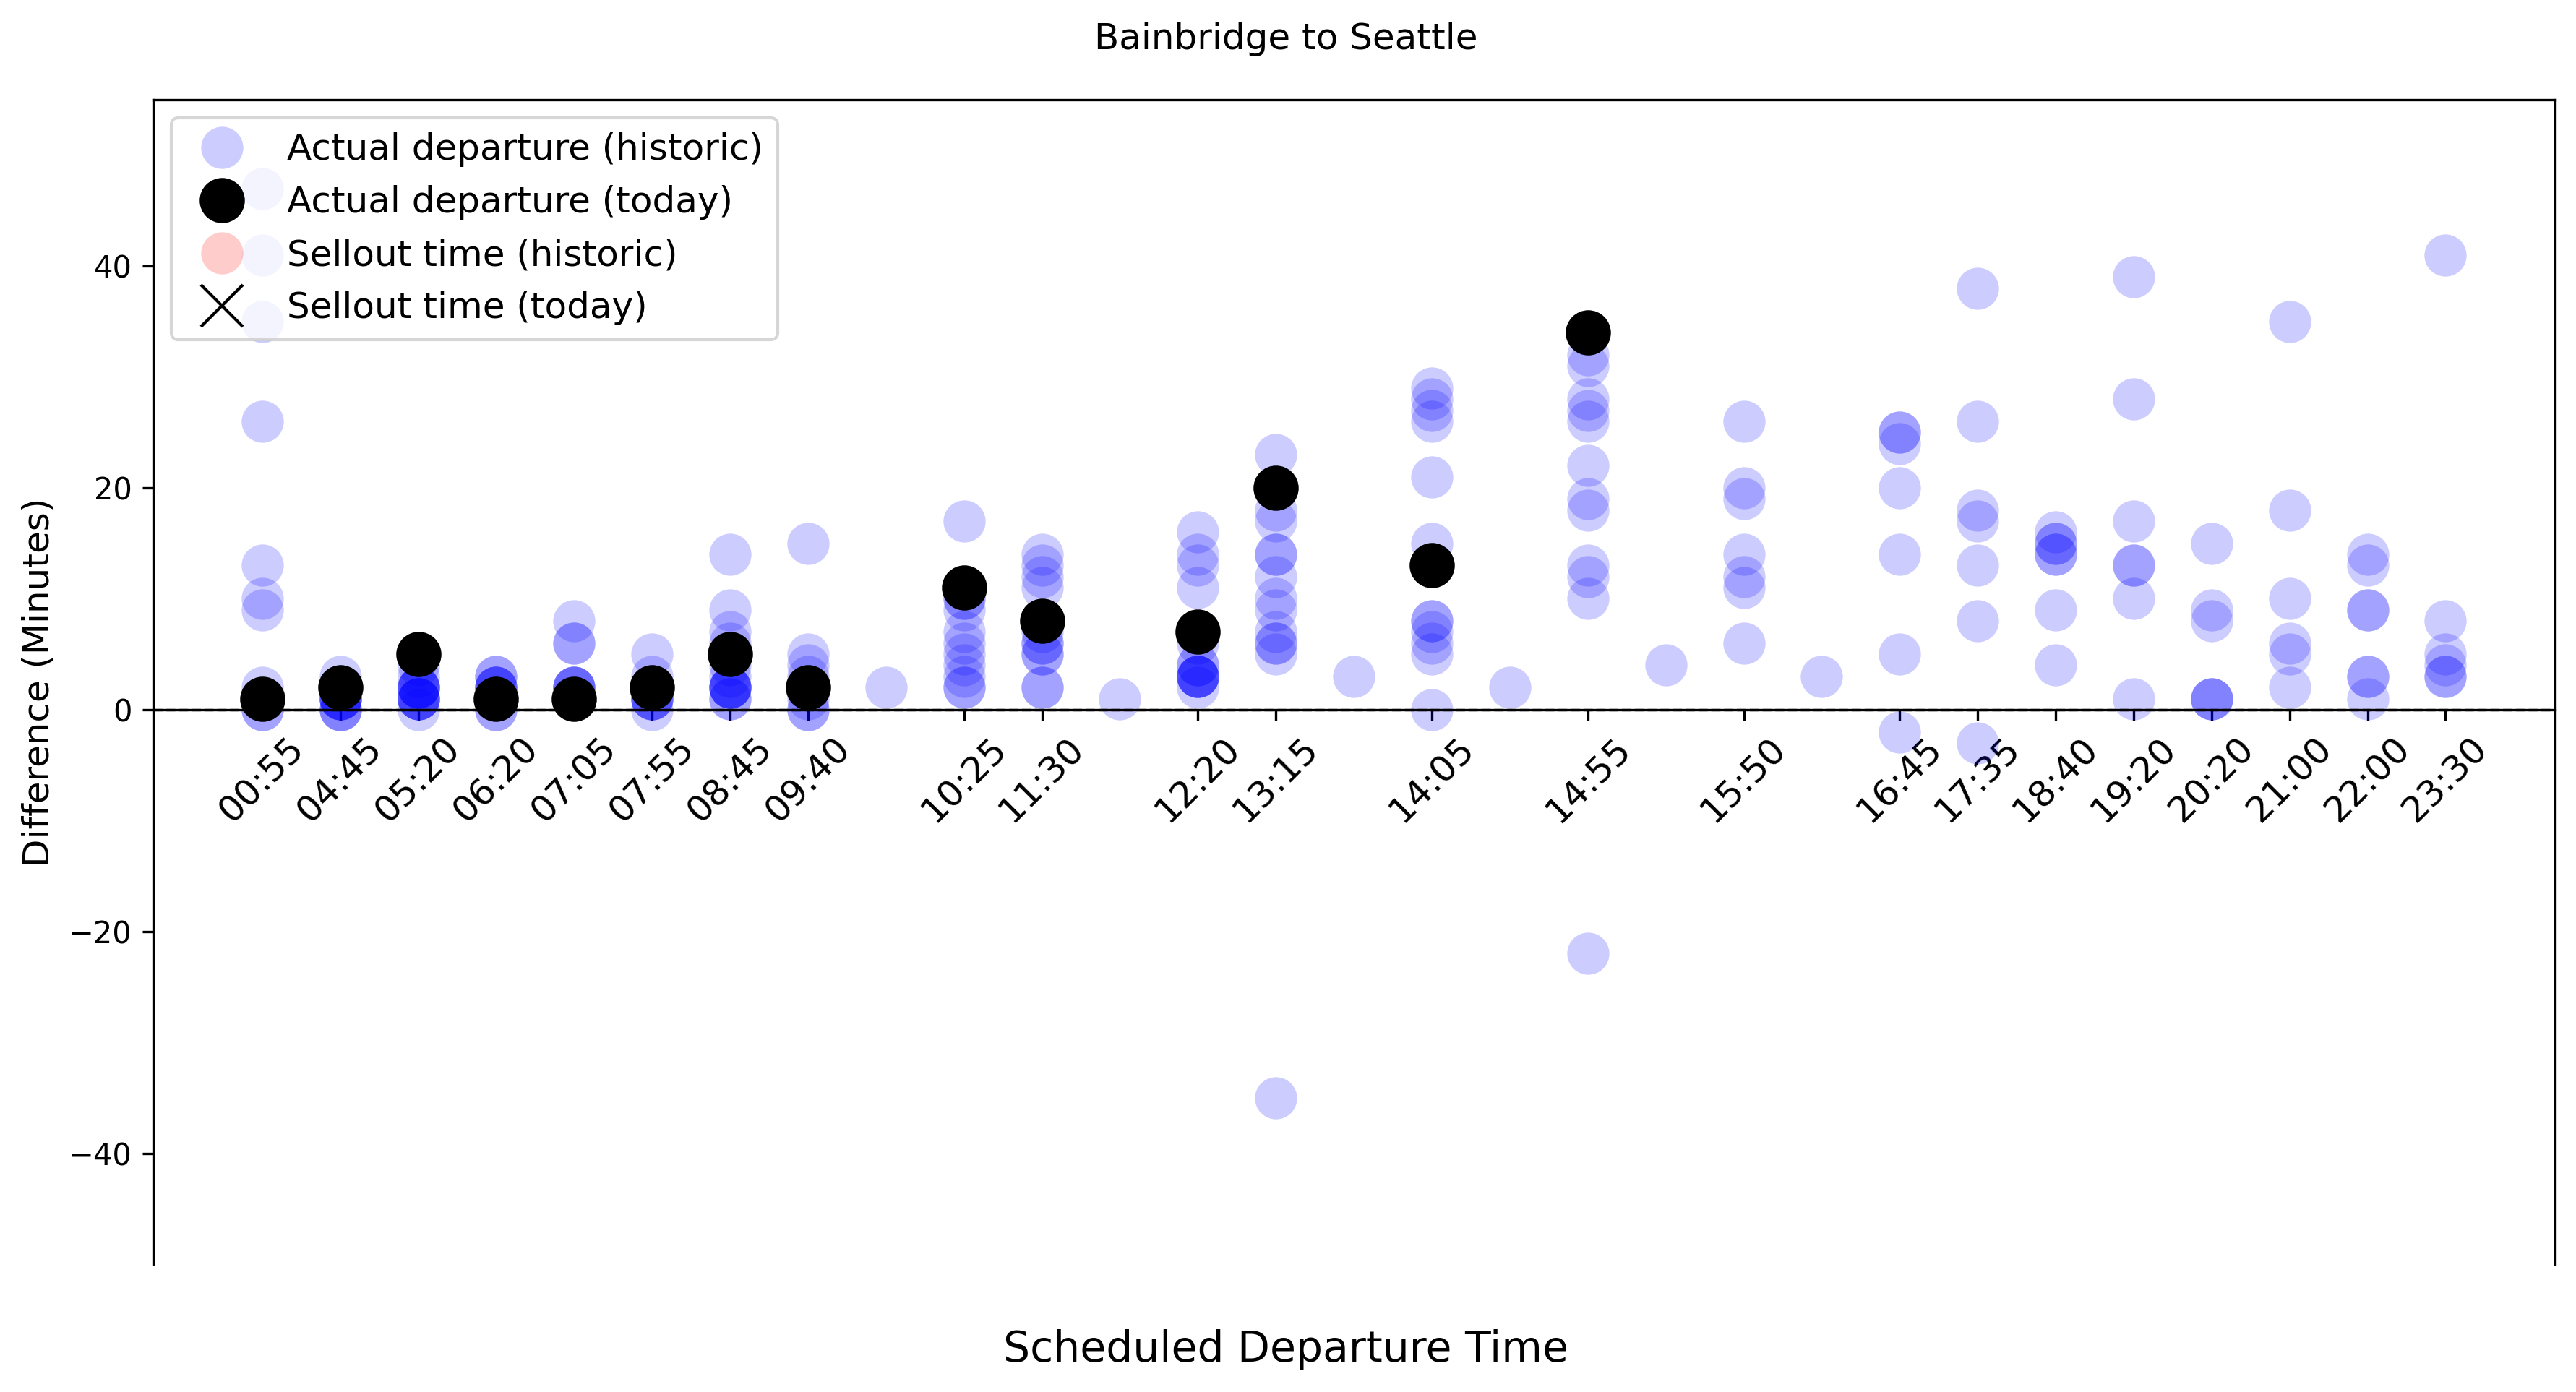 Bainbridge to Seattle
Actual departure (historic)
Actual departure (today)
Sellout time (historic)
Sellout time (today)
40
20
0
−20
−40
Difference (Minutes)
00:55 04:45 05:20 06:20 07:05 07:55 08:45 09:40 10:25 11:30 12:20 13:15 14:05 14:55 15:50 16:45 17:35 18:40 19:20 20:20 21:00 22:00 23:30
Scheduled Departure Time